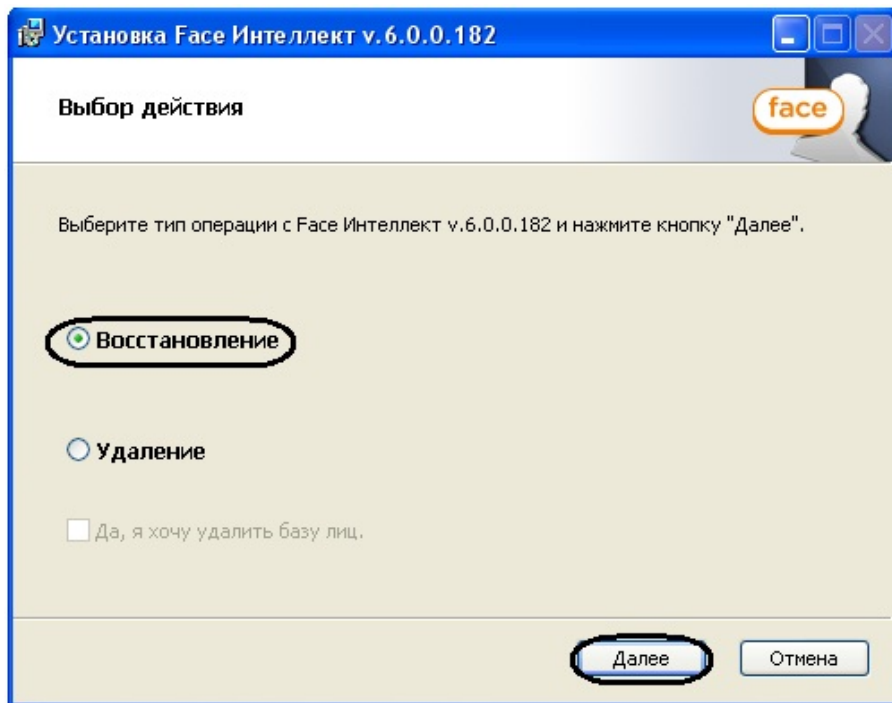 Установка Face Интеллект v.6.0.0.182
Выбор действия
face
Выберите тип операции с Face Интеллект v.6.0.0.182 и нажмите кнопку "Далее".
Восстановление
Удаление
Да, я хочу удалить базу лиц.
Далее
Отмена